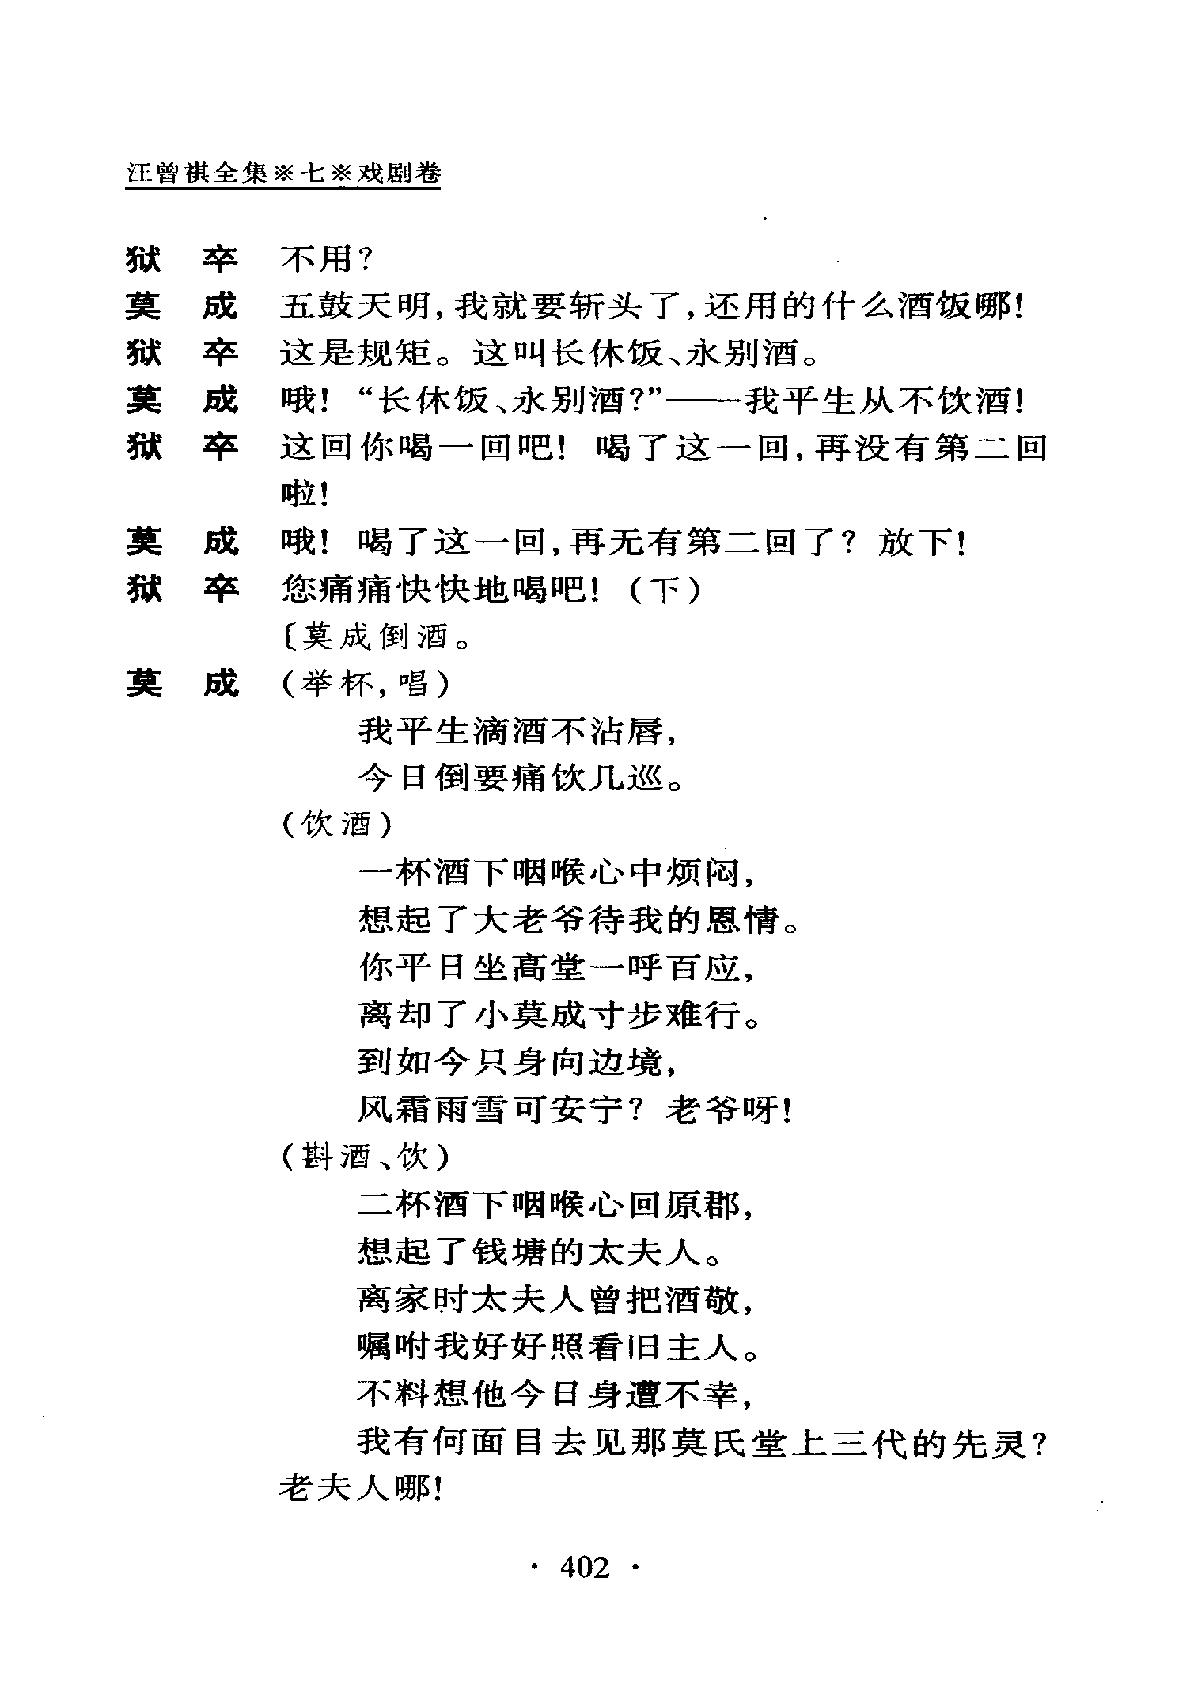 汪曾祺全集※七※戏剧卷
狱　卒　不用？
莫　成　五鼓天明，我就要斩头了，还用的什么酒饭哪！
狱　卒　这是规矩。这叫长休饭、永别酒。
莫　成　哦！“长休饭、永别酒？”——我平生从不饮酒！
狱　卒　这回你喝一回吧！喝了这一回，再没有第二回
啦！
莫　成　哦！喝了这一回，再无有第二回了？放下！
狱　卒　您痛痛快快地喝吧！（下）
〔莫成倒酒。
莫　成　（举杯，唱）
我平生滴酒不沾唇，
今日倒要痛饮几巡。
（饮酒）
一杯酒下咽喉心中烦闷，
想起了大老爷待我的恩情。
你平日坐高堂一呼百应，
离却了小莫成寸步难行。
到如今只身向边境，
风霜雨雪可安宁？老爷呀！
（斟酒、饮）
二杯酒下咽喉心回原郡，
想起了钱塘的太夫人。
离家时太夫人曾把酒敬，
嘱咐我好好照看旧主人。
不料想他今日身遭不幸，
我有何面目去见那莫氏堂上三代的先灵？
老夫人哪！
· 402 ·